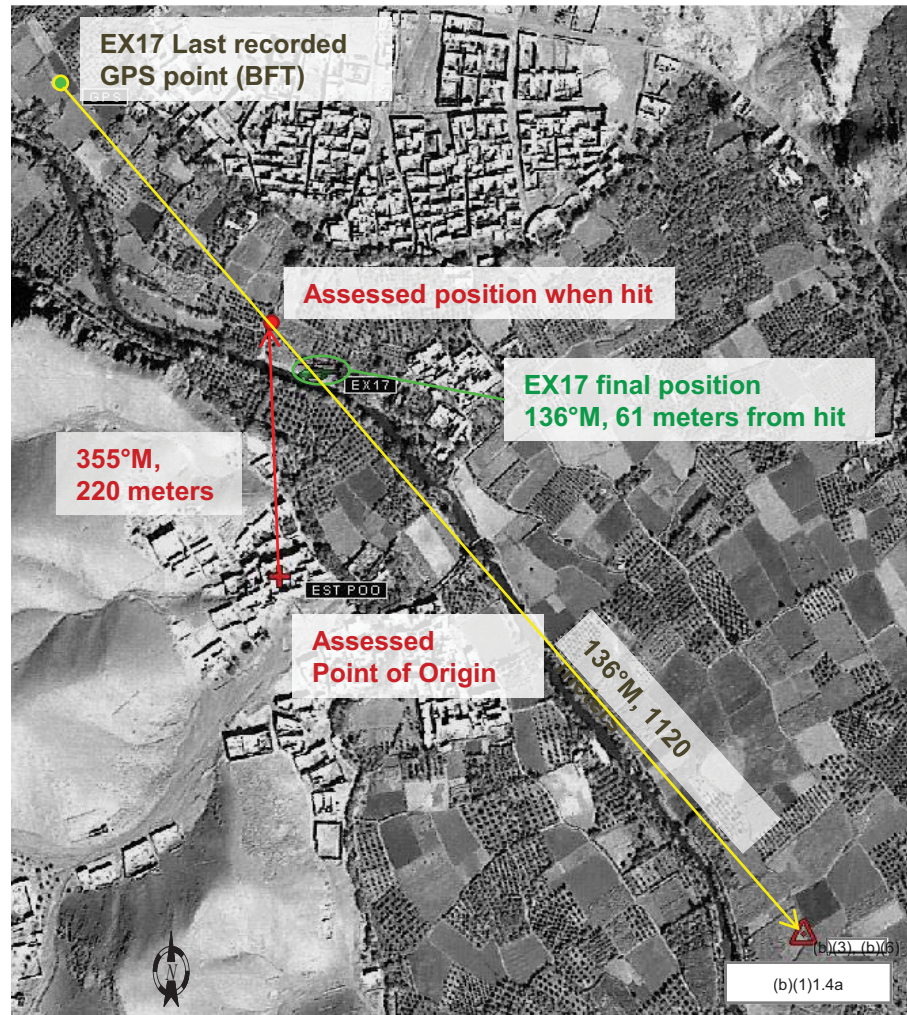 EX17 Last recorded
GPS point (BFT)
GPS
Assessed position when hit
EX17
EX17 final position
136°M, 61 meters from hit
355°M,
220 meters
EST POO
Assessed
Point of Origin
136°M, 1120
(b)(3), (b)(6)
(b)(1)1.4a
N